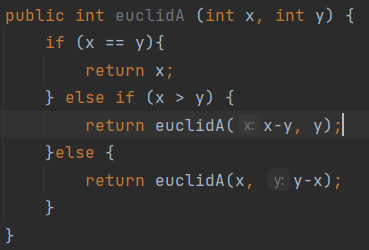 public int euclidA (int x, int y) {
    if (x == y){
        return x;
    } else if (x > y) {
        return euclidA( x: x-y, y);
    }else {
        return euclidA(x, y: y-x);
    }
}